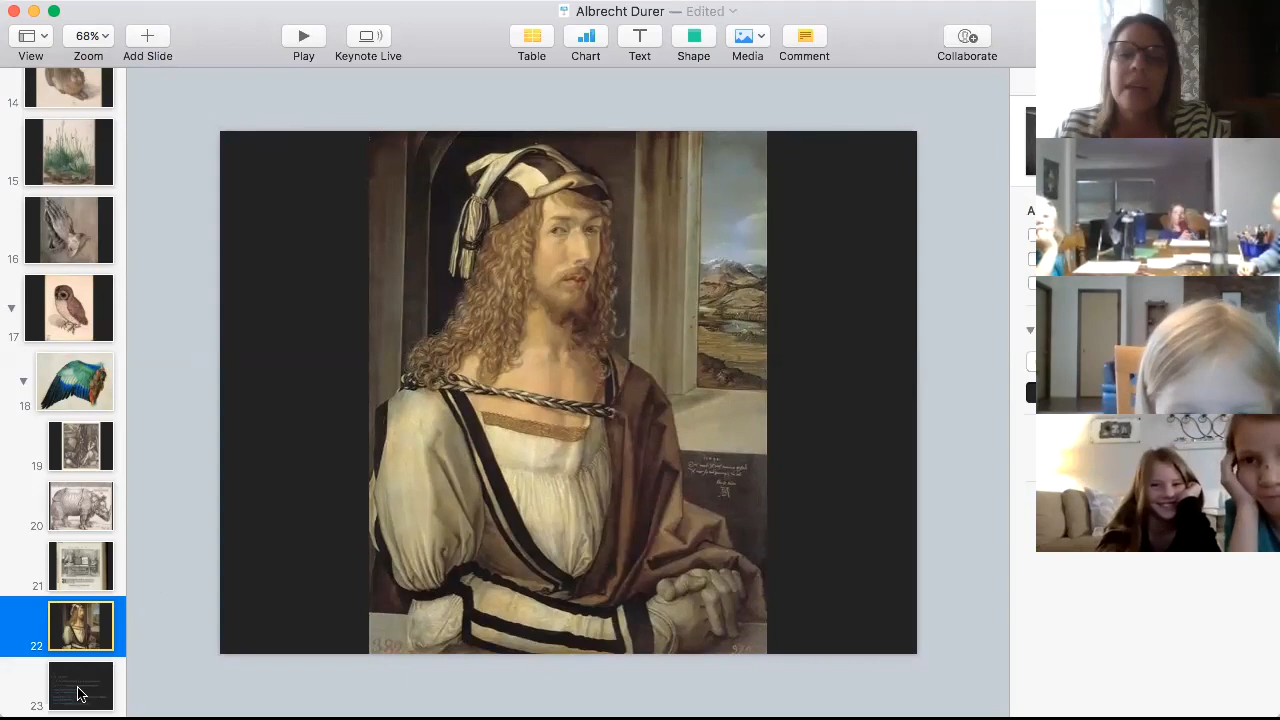 Albrecht Durer — Edited
68%
View
Zoom
Add Slide
Play
Keynote Live
Table
Chart
Text
Shape
Media
Comment
Collaborate
14
15
16
17
18
19
20
21
22
23
A